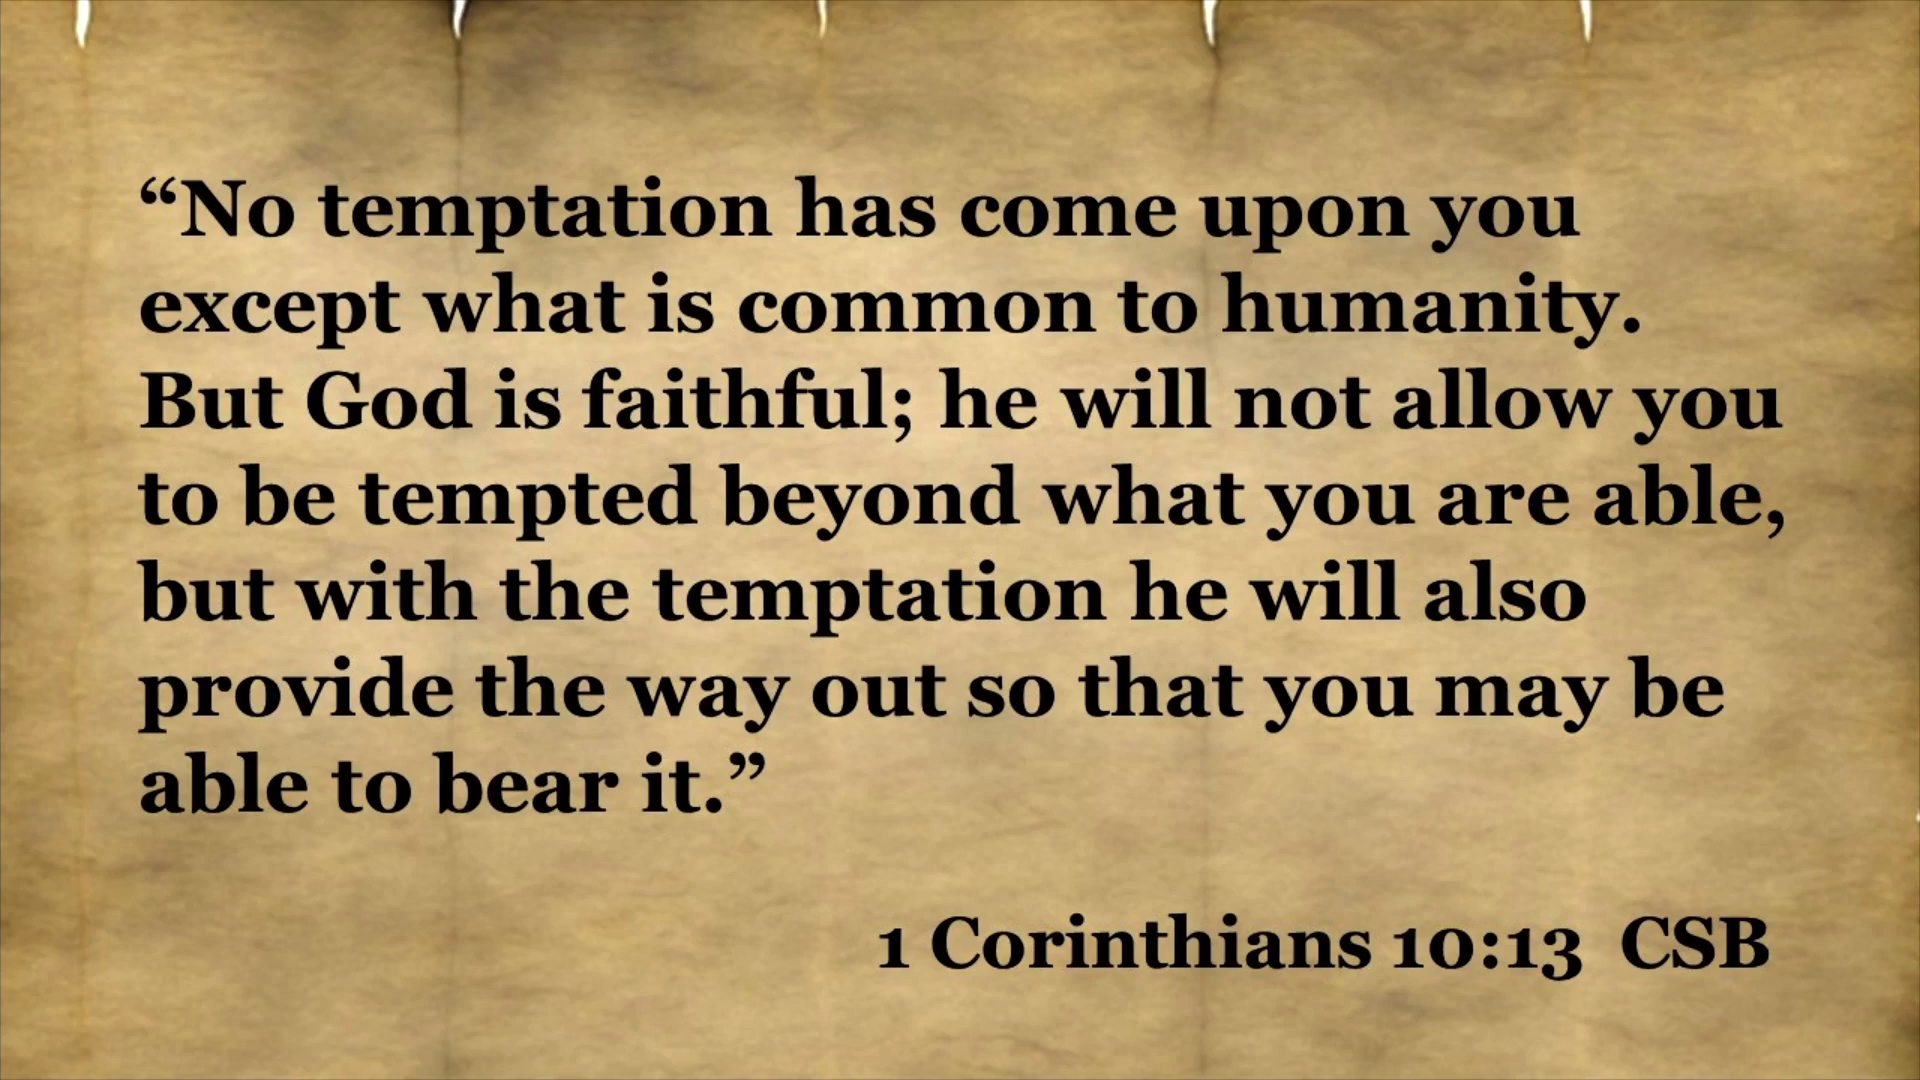 “No temptation has come upon you
except what is common to humanity.
But God is faithful; he will not allow you
to be tempted beyond what you are able,
but with the temptation he will also
provide the way out so that you may be
able to bear it.”
1 Corinthians 10:13  CSB